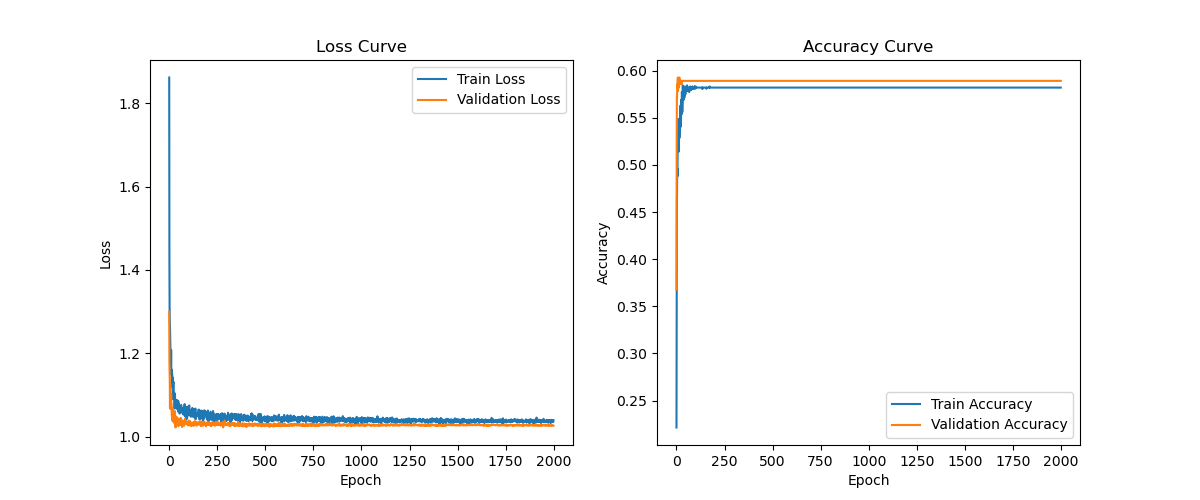 Loss Curve
Train Loss
Validation Loss
1.8
1.6
1.4
1.2
1.0
Loss
0 250 500 750 1000 1250 1500 1750 2000
Epoch
Accuracy Curve
0.60
0.55
0.50
0.45
0.40
0.35
0.30
0.25
Accuracy
Train Accuracy
Validation Accuracy
0 250 500 750 1000 1250 1500 1750 2000
Epoch